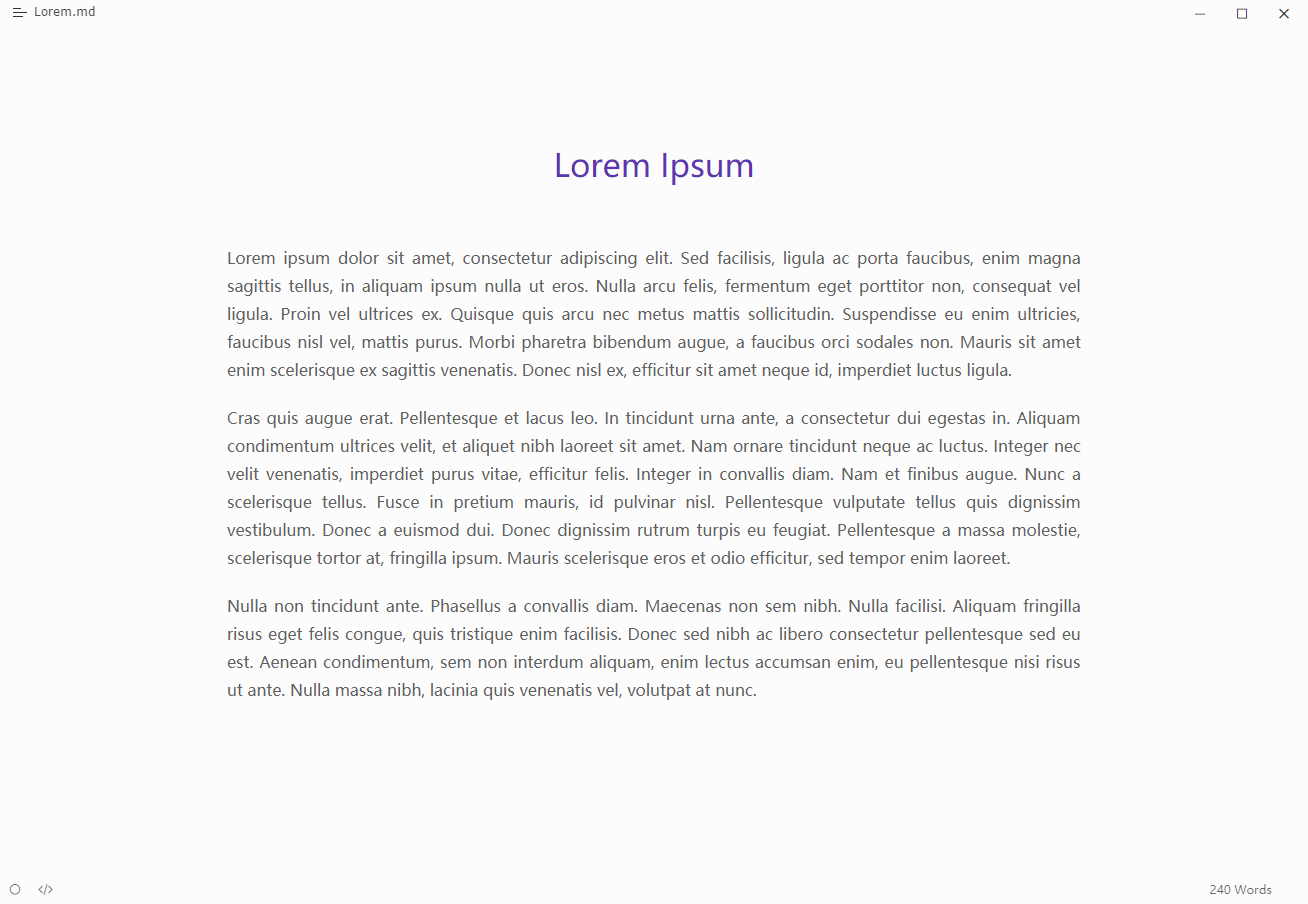 Lorem.md
Lorem Ipsum
Lorem ipsum dolor sit amet, consectetur adipiscing elit. Sed facilisis, ligula ac porta faucibus, enim magna
sagittis tellus, in aliquam ipsum nulla ut eros. Nulla arcu felis, fermentum eget porttitor non, consequat vel
ligula. Proin vel ultrices ex. Quisque quis arcu nec metus mattis sollicitudin. Suspendisse eu enim ultricies,
faucibus nisl vel, mattis purus. Morbi pharetra bibendum augue, a faucibus orci sodales non. Mauris sit amet
enim scelerisque ex sagittis venenatis. Donec nisl ex, efficitur sit amet neque id, imperdiet luctus ligula.
Cras quis augue erat. Pellentesque et lacus leo. In tincidunt urna ante, a consectetur dui egestas in. Aliquam
condimentum ultrices velit, et aliquet nibh laoreet sit amet. Nam ornare tincidunt neque ac luctus. Integer nec
velit venenatis, imperdiet purus vitae, efficitur felis. Integer in convallis diam. Nam et finibus augue. Nunc a
scelerisque tellus. Fusce in pretium mauris, id pulvinar nisl. Pellentesque vulputate tellus quis dignissim
vestibulum. Donec a euismod dui. Donec dignissim rutrum turpis eu feugiat. Pellentesque a massa molestie,
scelerisque tortor at, fringilla ipsum. Mauris scelerisque eros et odio efficitur, sed tempor enim laoreet.
Nulla non tincidunt ante. Phasellus a convallis diam. Maecenas non sem nibh. Nulla facilisi. Aliquam fringilla
risus eget felis congue, quis tristique enim facilisis. Donec sed nibh ac libero consectetur pellentesque sed eu
est. Aenean condimentum, sem non interdum aliquam, enim lectus accumsan enim, eu pellentesque nisi risus
ut ante. Nulla massa nibh, lacinia quis venenatis vel, volutpat at nunc.
240 Words